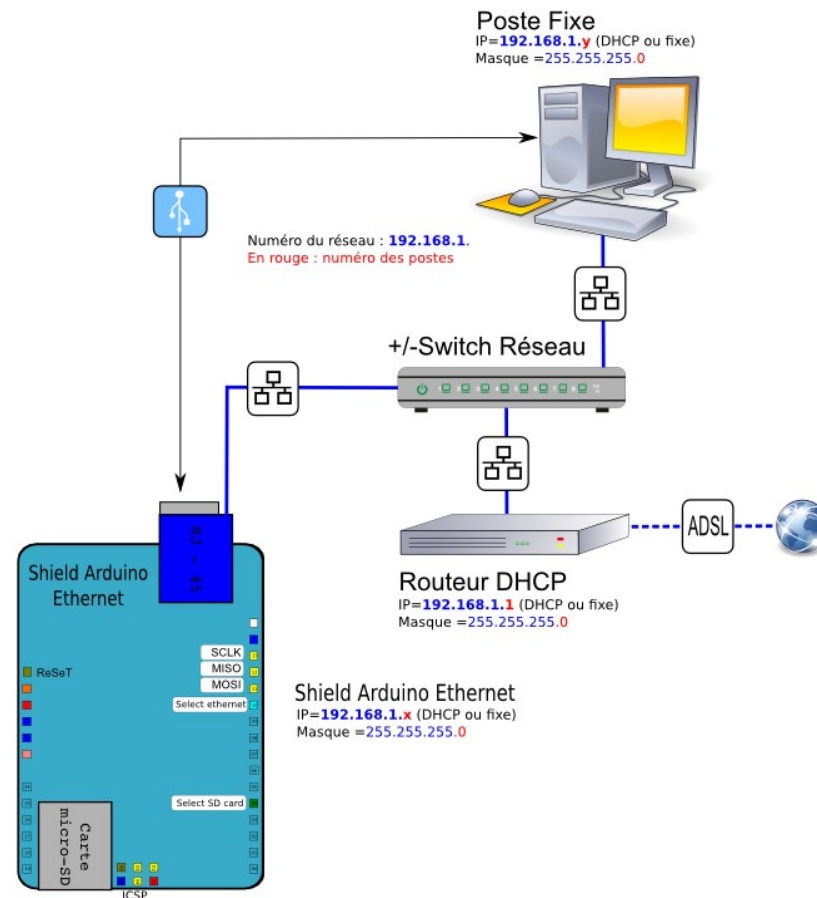 Poste Fixe
IP=192.168.1.y (DHCP ou fixe)
Masque =255.255.255.0
Numéro du réseau : 192.168.1.
En rouge : numéro des postes
+/-Switch Réseau
ADSL
Routeur DHCP
IP=192.168.1.1 (DHCP ou fixe)
Masque =255.255.255.0
RJ - 45
Shield Arduino
Ethernet
SCLK
MISO
MOSI
ReSeT
Select ethernet
Shield Arduino Ethernet
IP=192.168.1.x (DHCP ou fixe)
Masque =255.255.255.0
Select SD card
Carte
micro-SD
ICSP